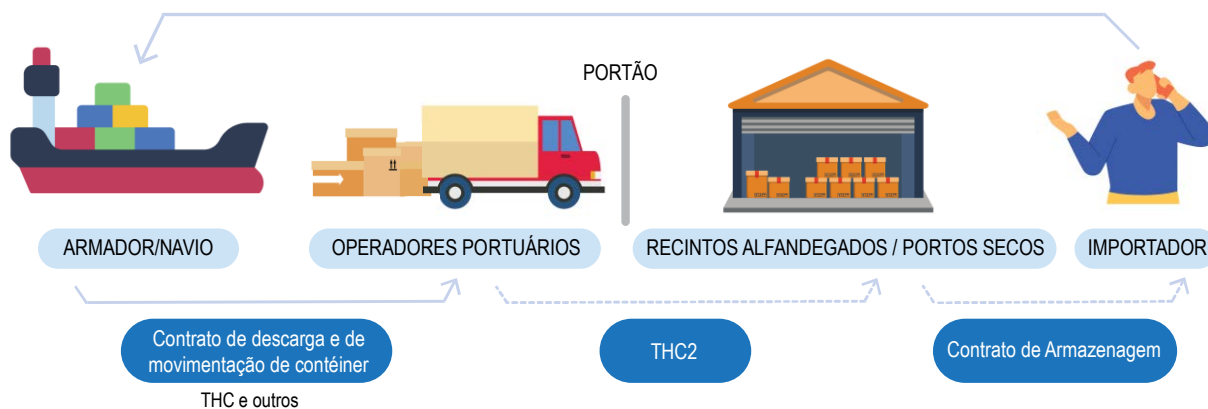 PORTÃO
ARMADOR/NAVIO
OPERADORES PORTUÁRIOS
RECINTOS ALFANDEGADOS / PORTOS SECOS
IMPORTADOR
Contrato de descarga e de
movimentação de contéiner
THC2
Contrato de Armazenagem
THC e outros